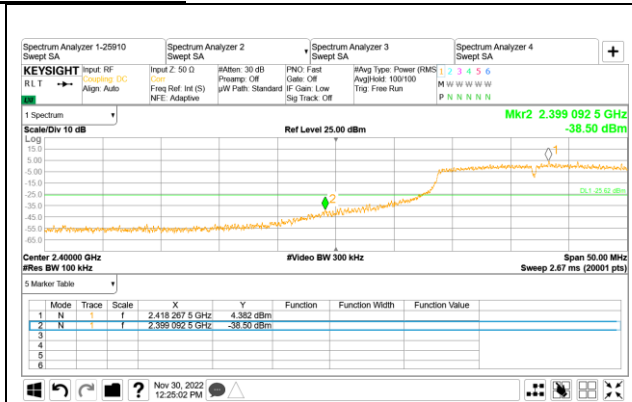 Spectrum Analyzer 1-25910
Swept SA
Spectrum Analyzer 2
Swept SA
Spectrum Analyzer 3
Swept SA
Spectrum Analyzer 4
Swept SA
KEYSIGHT
RLT
Input: RF
Coupling: DC
Align: Auto
Input Z: 50 Ω
Corr
Freq Ref: Int (S)
NFE: Adaptive
#Atten: 30 dB
Preamp: Off
µW Path: Standard
PNO: Fast
Gate: Off
IF Gain: Low
Sig Track: Off
#Avg Type: Power (RMS
Avg|Hold: 100/100
Trig: Free Run
1 2 3 4 5 6
M W W W W W
P N N N N N
1 Spectrum
Scale/Div 10 dB
Ref Level 25.00 dBm
Mkr2 2.399 092 5 GHz
-38.50 dBm
Log
15.0
5.00
-5.00
-15.0
-25.0
-35.0
-45.0
-55.0
-65.0
1
2
DL1 -25.62 dBm
Center 2.40000 GHz
#Video BW 300 kHz
Span 50.00 MHz
#Res BW 100 kHz
Sweep 2.67 ms (20001 pts)
5 Marker Table
Mode Trace Scale X Y Function Function Width Function Value
1 N 1 f 2.418 267 5 GHz 4.382 dBm
2 N 1 f 2.399 092 5 GHz -38.50 dBm
3
4
5
6
?
Nov 30, 2022
12:25:02 PM